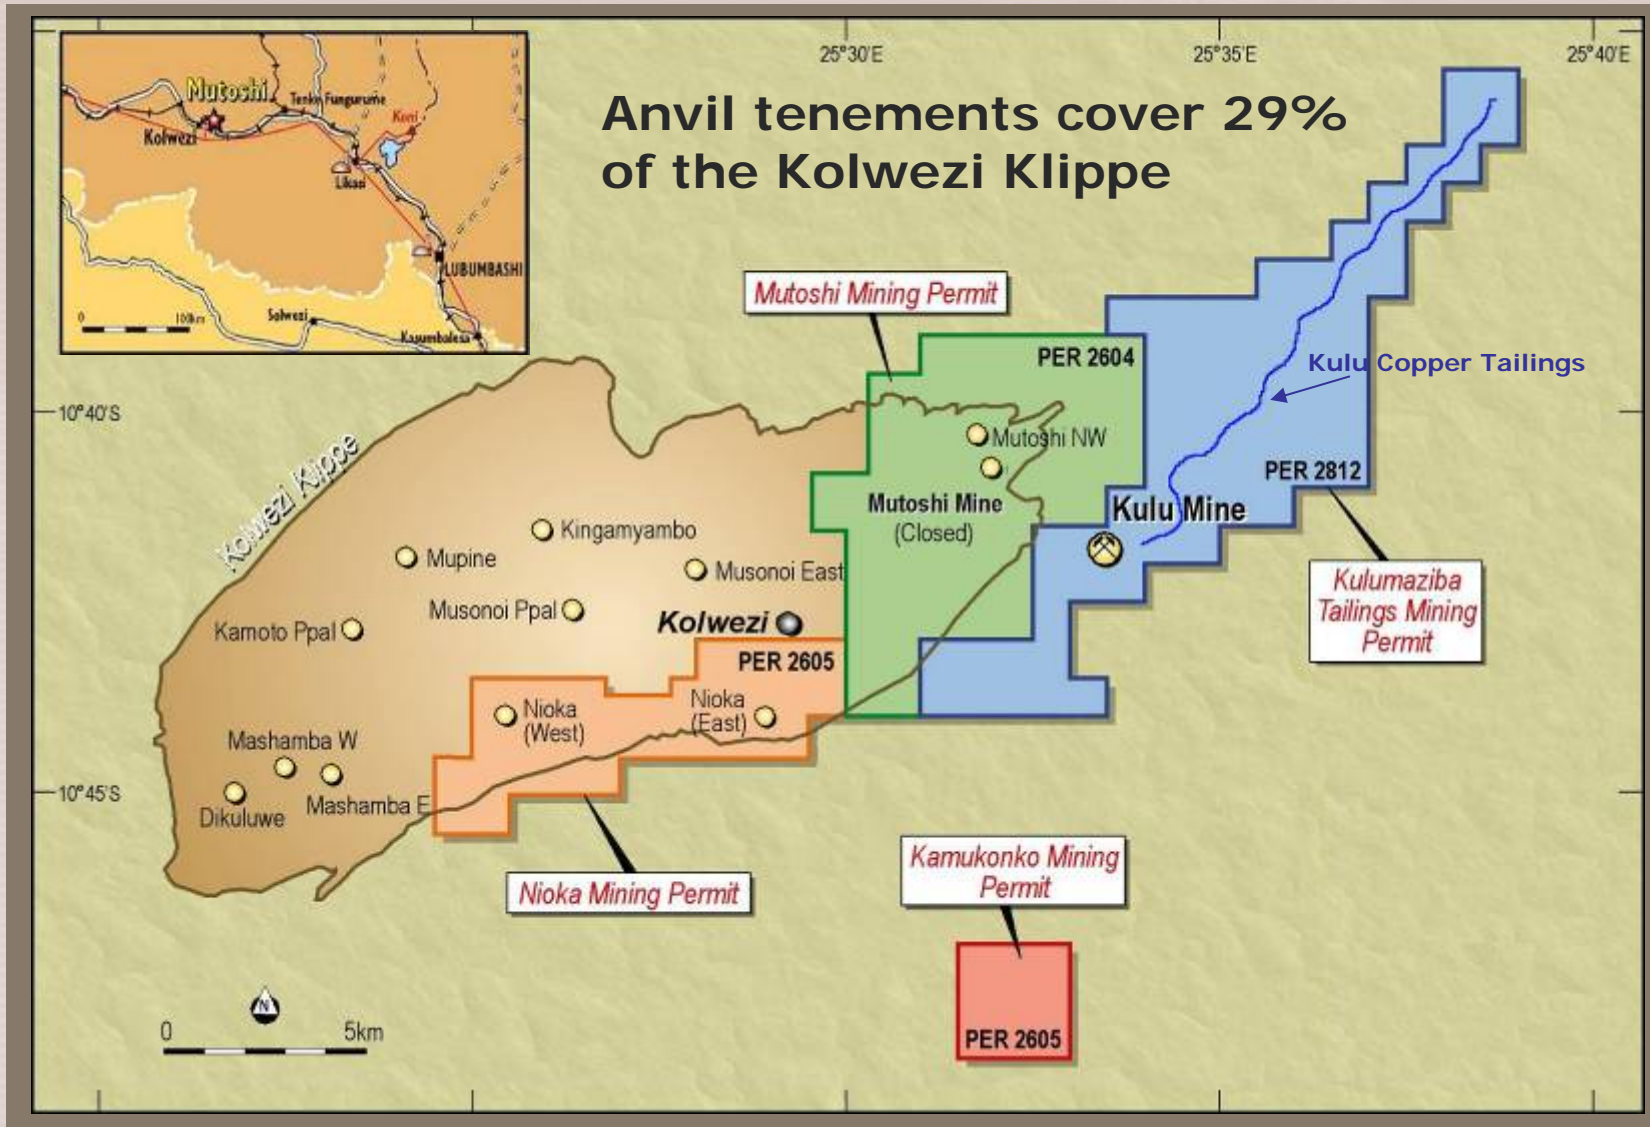 25°30'E
25°35'E
25°40'E
Anvil tenements cover 29%
of the Kolwezi Klippe
Mutoshi
Tenke Fungurume
Kolwezi
Koni
Likasi
LUBUMBASHI
Solwezi
Kasumbalesa
0 100km
Mutoshi Mining Permit
PER 2604
Kulu Copper Tailings
10°40'S
Kolwezi Klippe
Mutoshi NW
PER 2812
Mutoshi Mine
(Closed)
Kulu Mine
Kingamyambo
Mupine
Musonoi East
Musonoi Ppal
Kamoto Ppal
Kolwezi
Kulumaziba
Tailings Mining
Permit
PER 2605
Nioka
(West)
Nioka
(East)
Mashamba W
10°45'S
Mashamba E
Dikuluwe
Nioka Mining Permit
Kamukonko Mining
Permit
N
0 5km
PER 2605